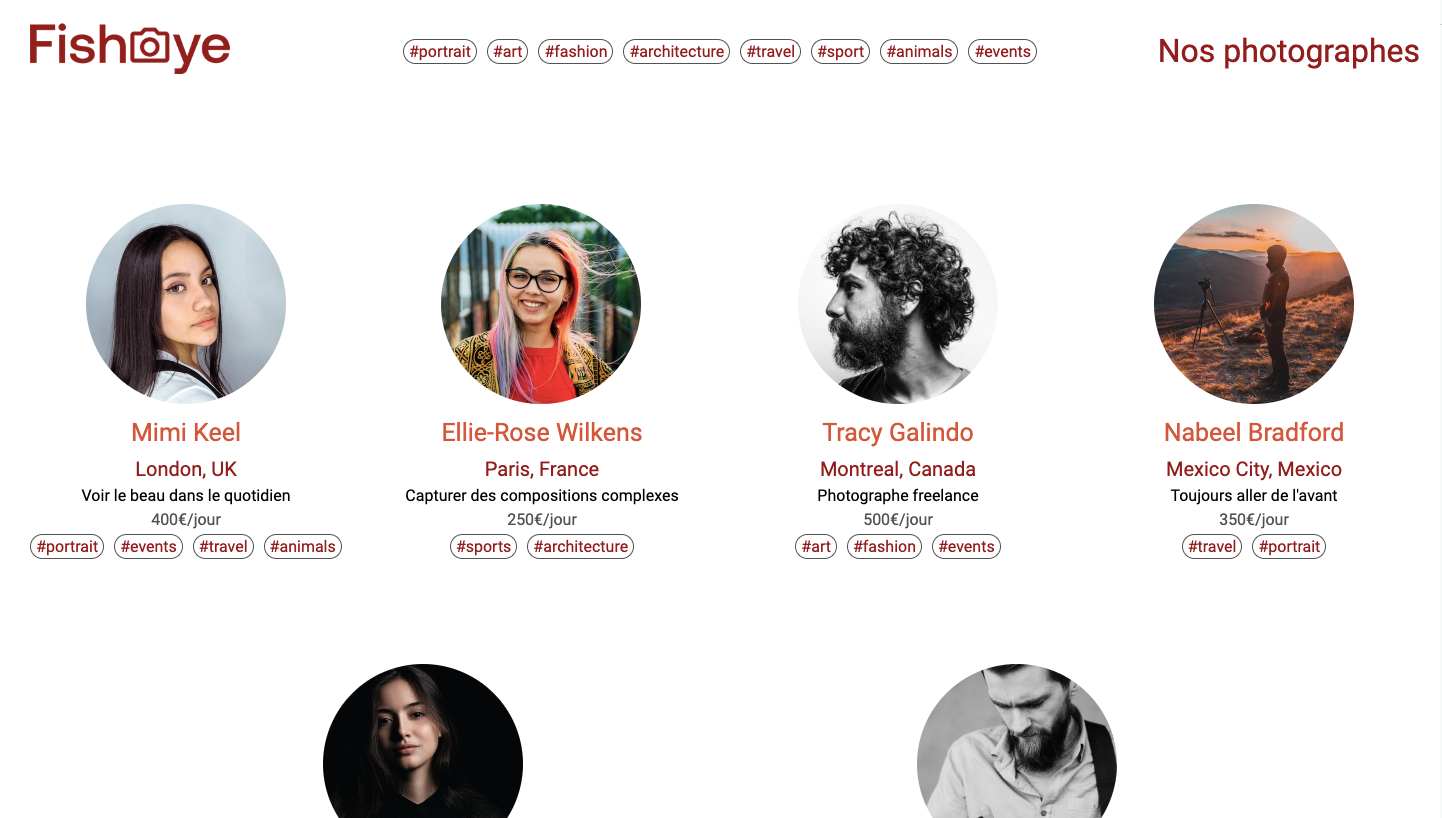 Fisheye
#portrait #art #fashion #architecture #travel #sport #animals #events
Nos photographes
Mimi Keel
London, UK
Voir le beau dans le quotidien
400€/jour
#portrait #events #travel #animals
Ellie-Rose Wilkens
Paris, France
Capturer des compositions complexes
250€/jour
#sports #architecture
Tracy Galindo
Montreal, Canada
Photographe freelance
500€/jour
#art #fashion #events
Nabeel Bradford
Mexico City, Mexico
Toujours aller de l'avant
350€/jour
#travel #portrait